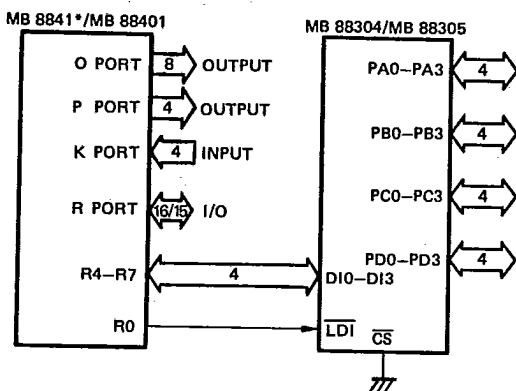 MB 8841*/MB 88401
MB 88304/MB 88305
O PORT 8 OUTPUT
P PORT 4 OUTPUT
K PORT 4 INPUT
R PORT 16/15 I/O
R4–R7 4 DI0–DI3
R0 LDI
CS
PA0–PA3 4
PB0–PB3 4
PC0–PC3 4
PD0–PD3 4